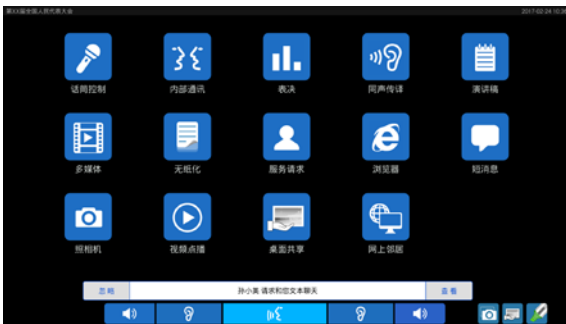 第XX届全国人民代表大会
2017-02-24 10:36
话筒控制 内部通讯 表决 同声传译 演讲稿
多媒体 无纸化 服务请求 浏览器 短消息
照相机 视频点播 桌面共享 网上邻居
忽略 孙小美 请求和您文本聊天 查看